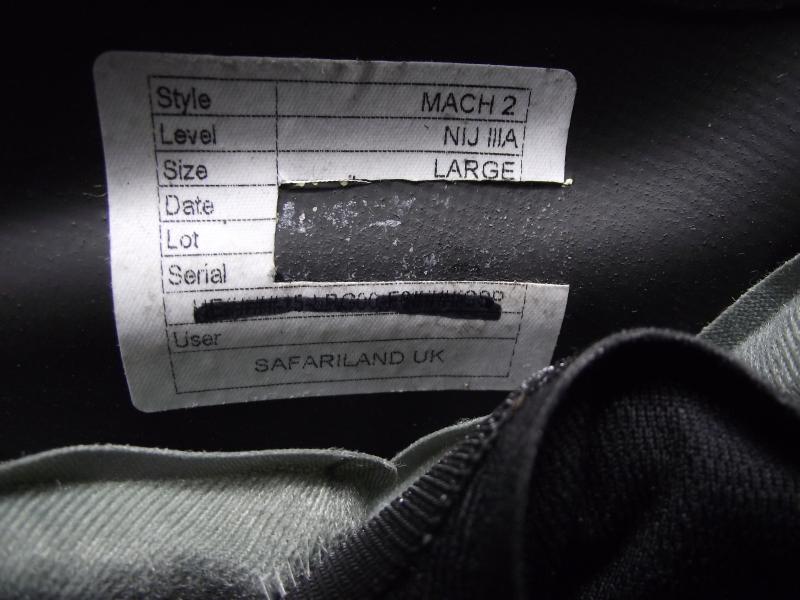 Style MACH 2
Level NIJ IIIA
Size LARGE
Date
Lot
Serial
User
SAFARILAND UK